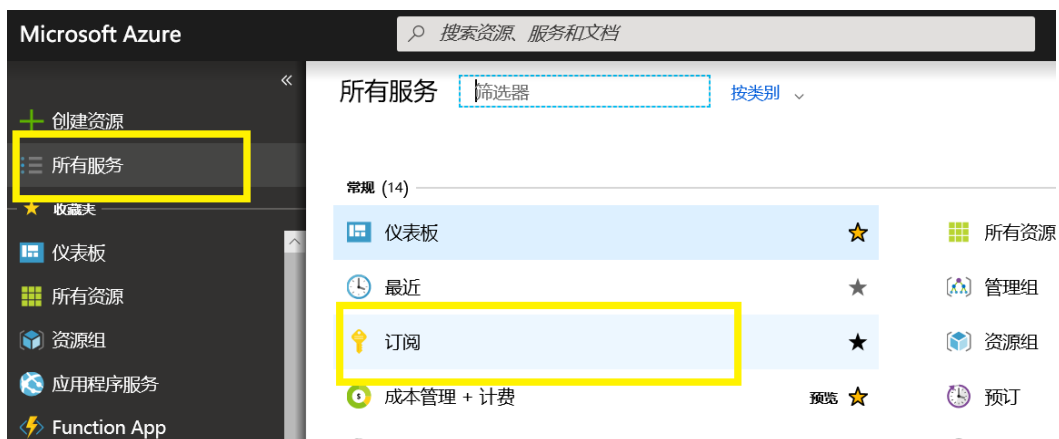 Microsoft Azure
搜索资源、服务和文档
«
创建资源
所有服务
收藏夹
仪表板
所有资源
资源组
应用程序服务
Function App
所有服务
筛选器
按类别
常规 (14)
仪表板
所有资源
最近
管理组
订阅
资源组
成本管理 + 计费
预览
预订